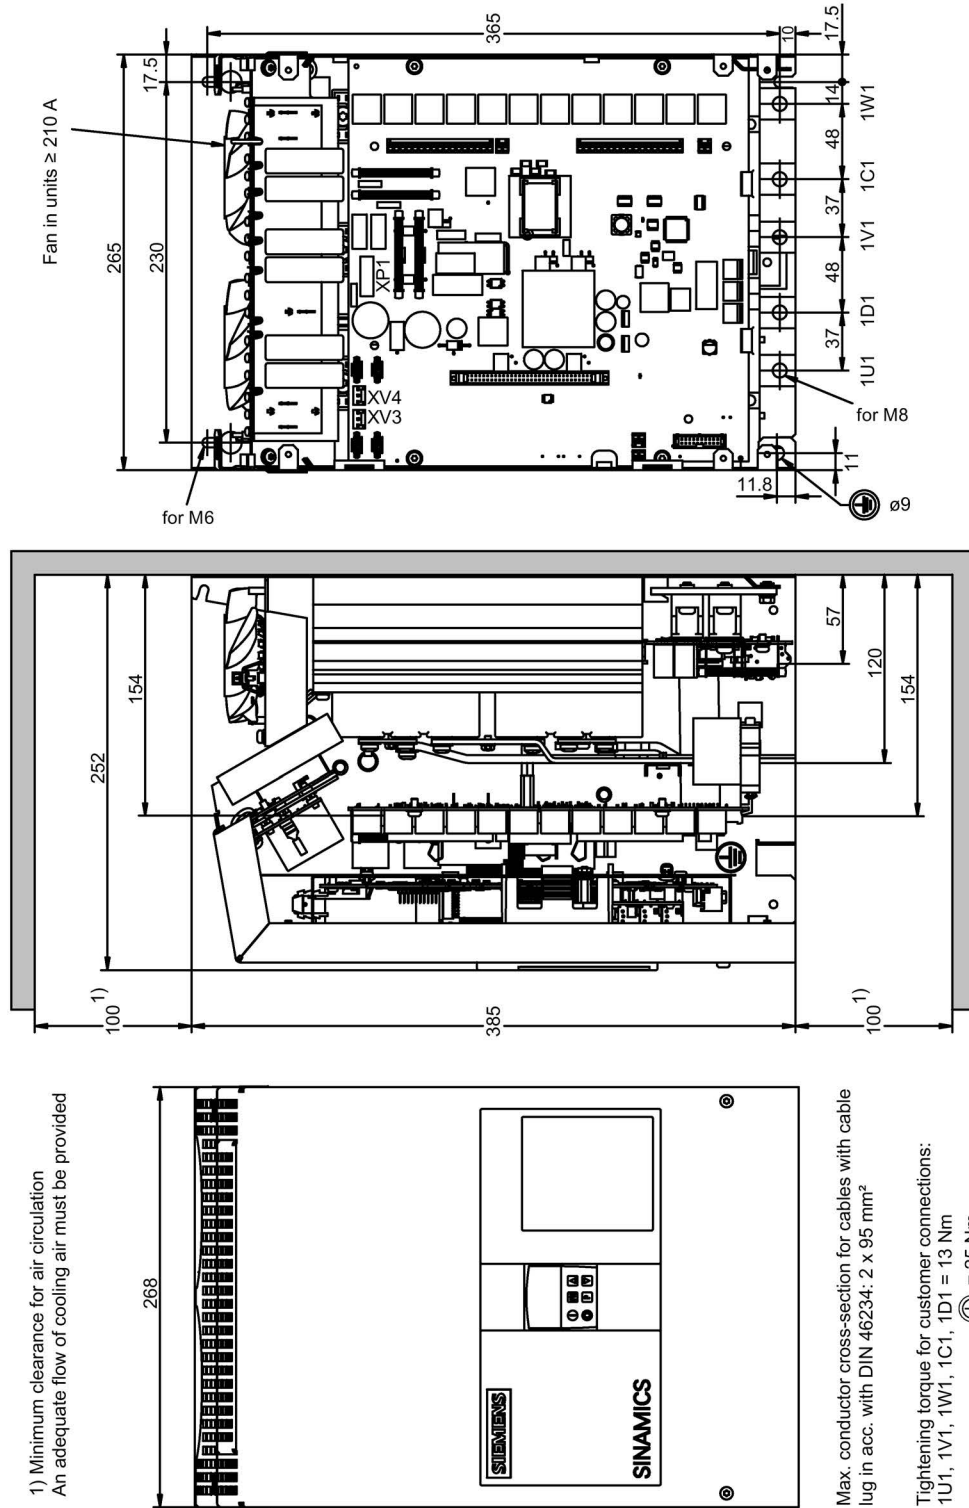 1) Minimum clearance for air circulation
An adequate flow of cooling air must be provided
268
SIEMENS
SINAMICS
Max. conductor cross-section for cables with cable
lug in acc. with DIN 46234: 2 x 95 mm²
Tightening torque for customer connections:
1U1, 1V1, 1W1, 1C1, 1D1 = 13 Nm
252
154
100 1)
385
100 1)
57
120
154
Fan in units ≥ 210 A
265
230
17.5
365
10
17.5
14
48
37
48
37
1W1
1C1
1V1
1D1
1U1
XP1
XV4
XV3
for M6
for M8
11
11.8
ø9